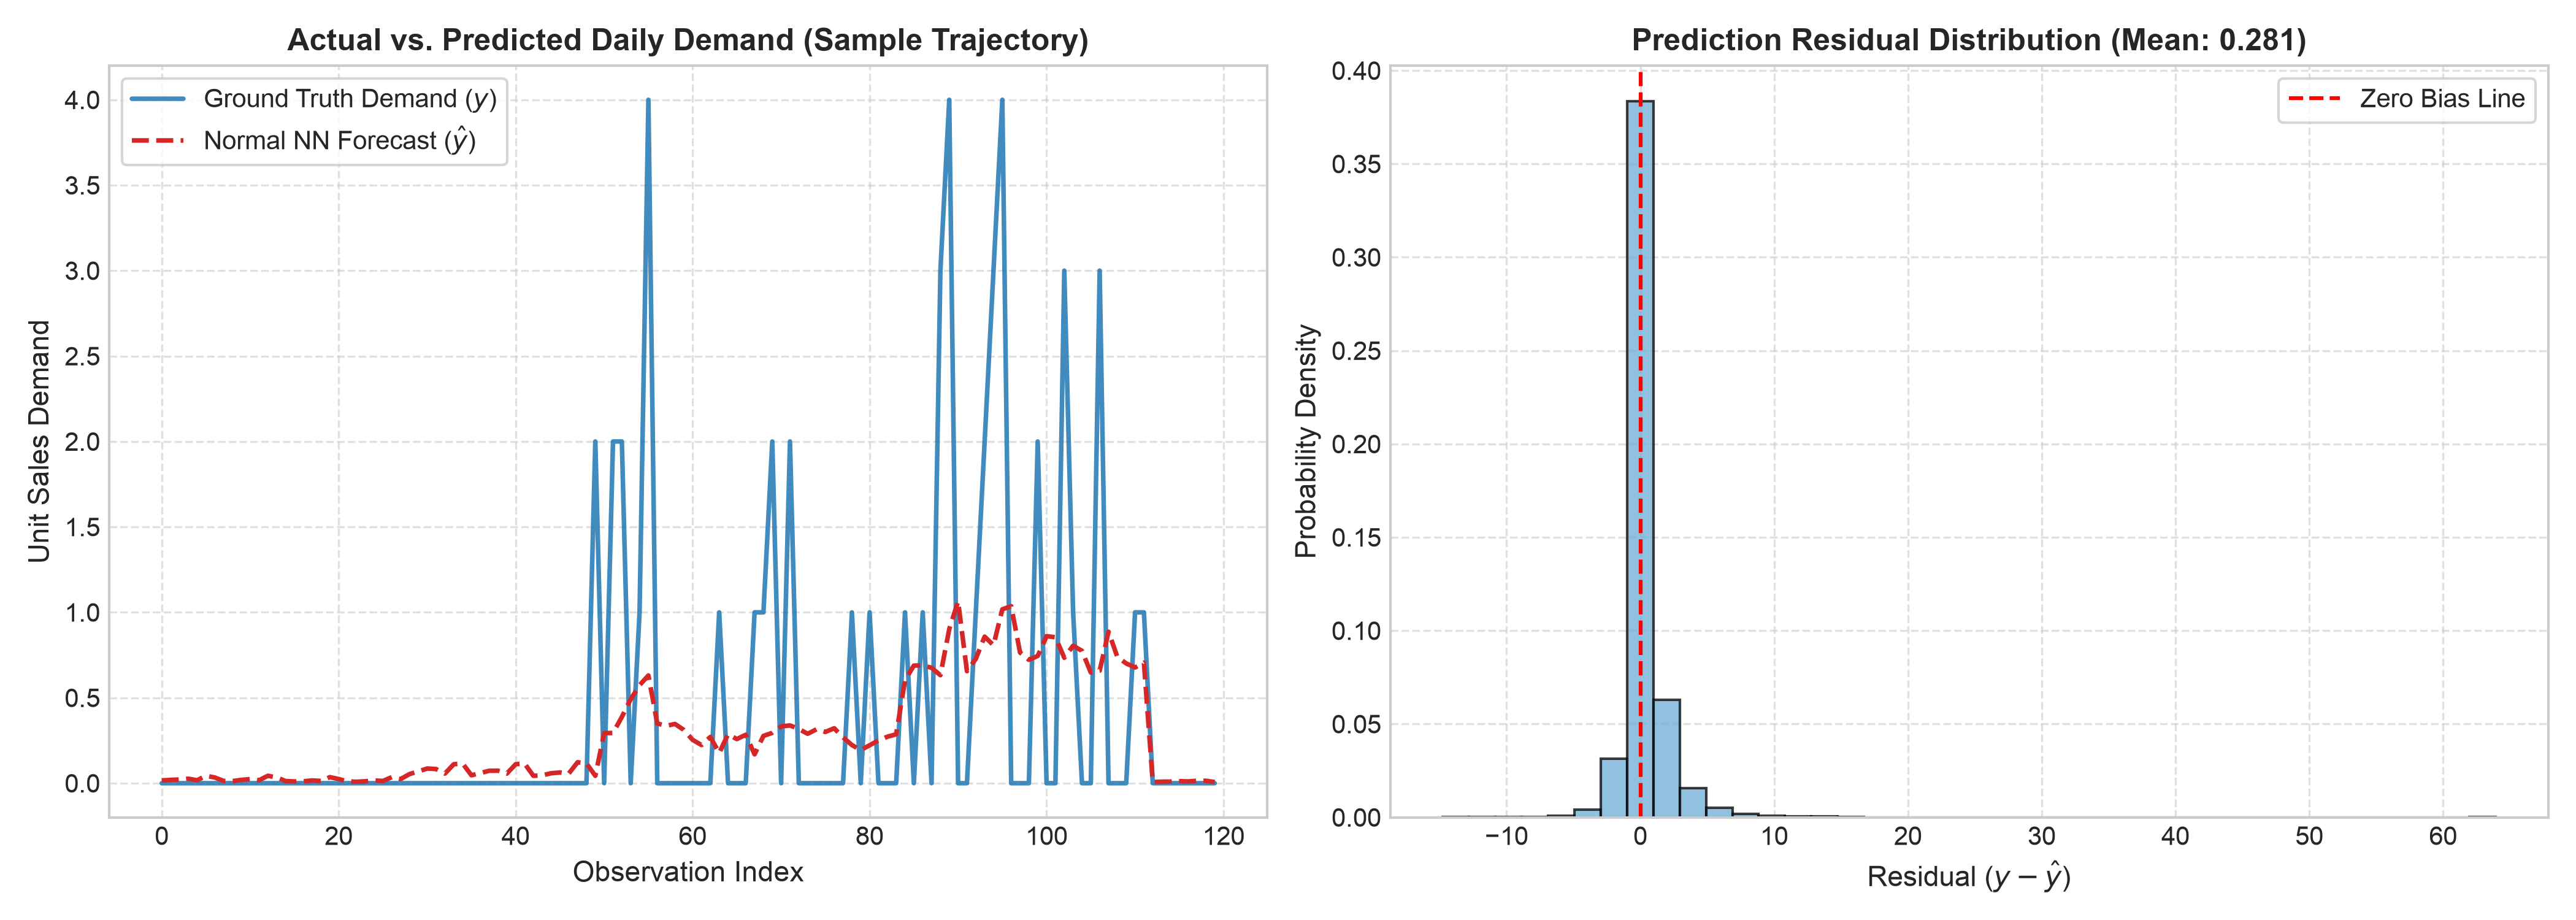 Actual vs. Predicted Daily Demand (Sample Trajectory)
Ground Truth Demand (y)
Normal NN Forecast (ŷ)
Unit Sales Demand
4.0
3.5
3.0
2.5
2.0
1.5
1.0
0.5
0.0
0 20 40 60 80 100 120
Observation Index
Prediction Residual Distribution (Mean: 0.281)
Zero Bias Line
Probability Density
0.40
0.35
0.30
0.25
0.20
0.15
0.10
0.05
0.00
−10 0 10 20 30 40 50 60
Residual (y − ŷ)